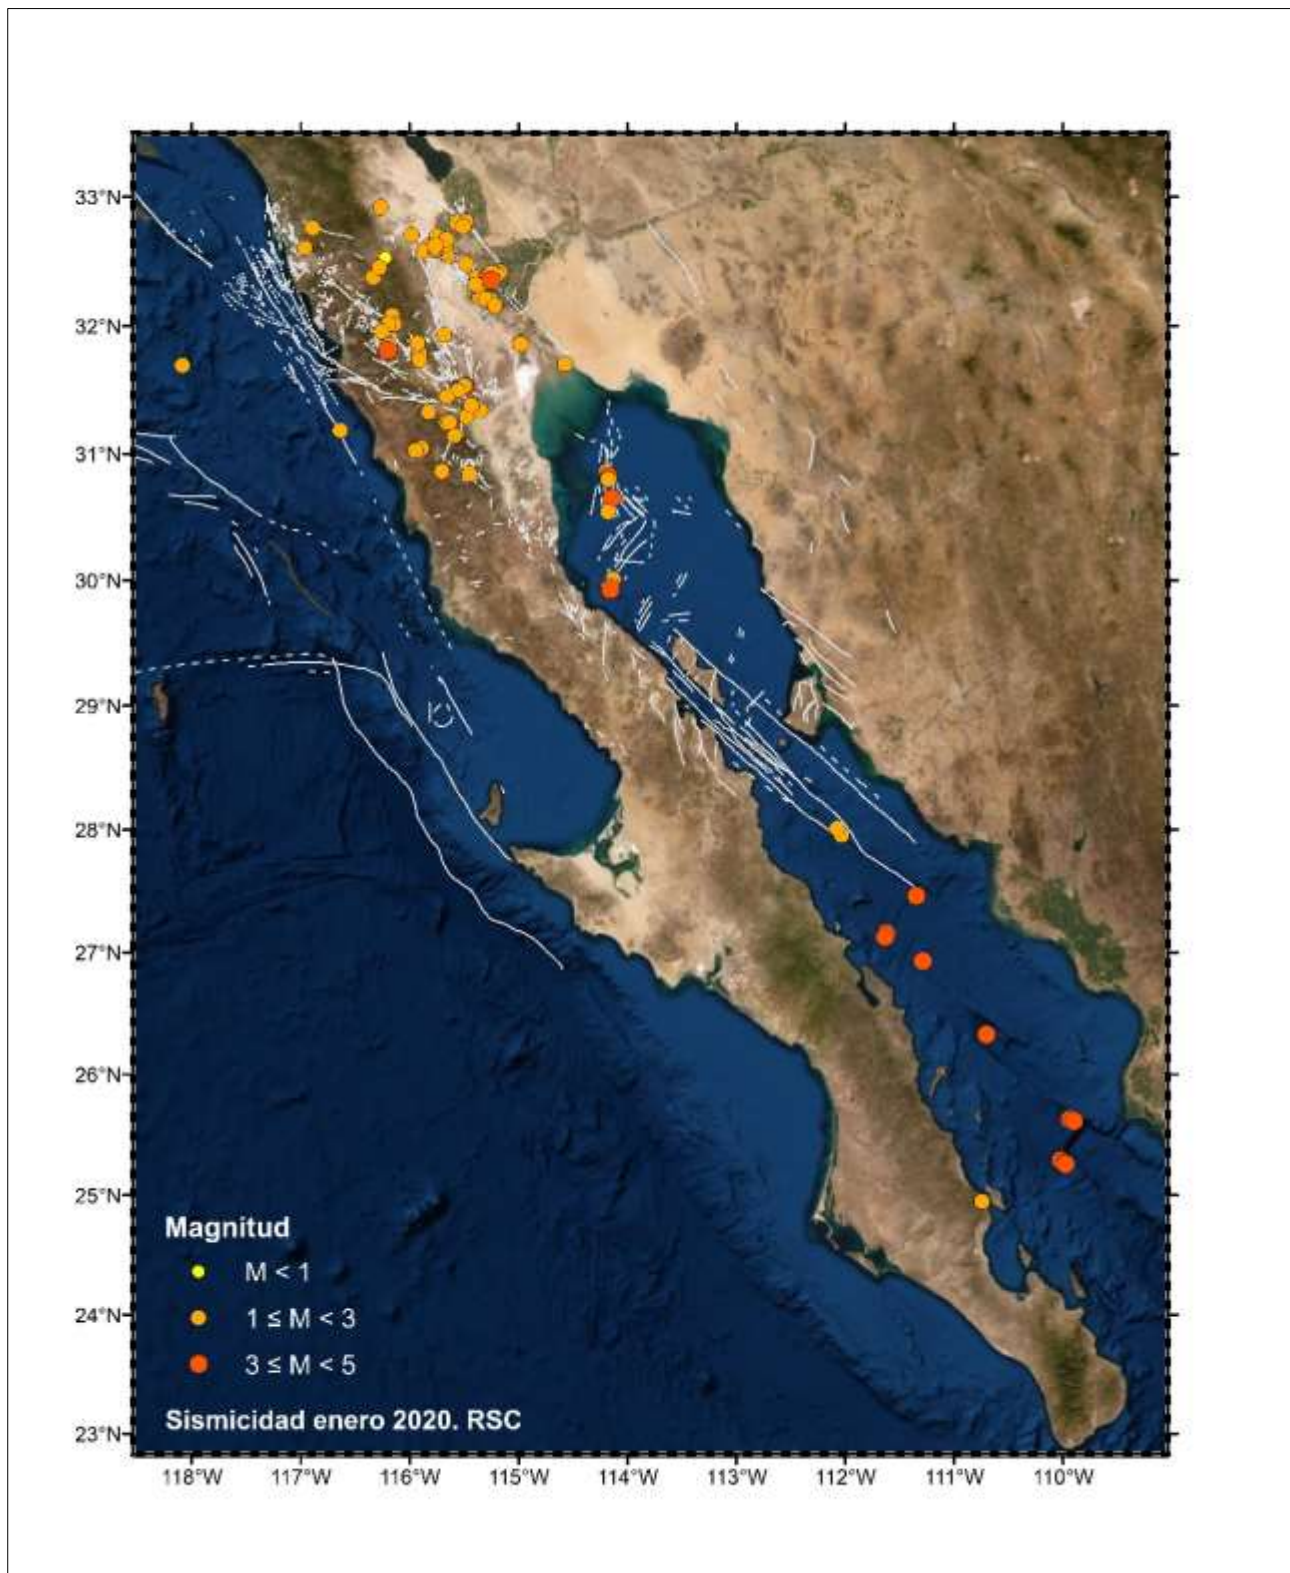 33°N
32°N
31°N
30°N
29°N
28°N
27°N
26°N
25°N
24°N
23°N
Magnitud
M < 1
1 ≤ M < 3
3 ≤ M < 5
Sismicidad enero 2020. RSC
118°W 117°W 116°W 115°W 114°W 113°W 112°W 111°W 110°W